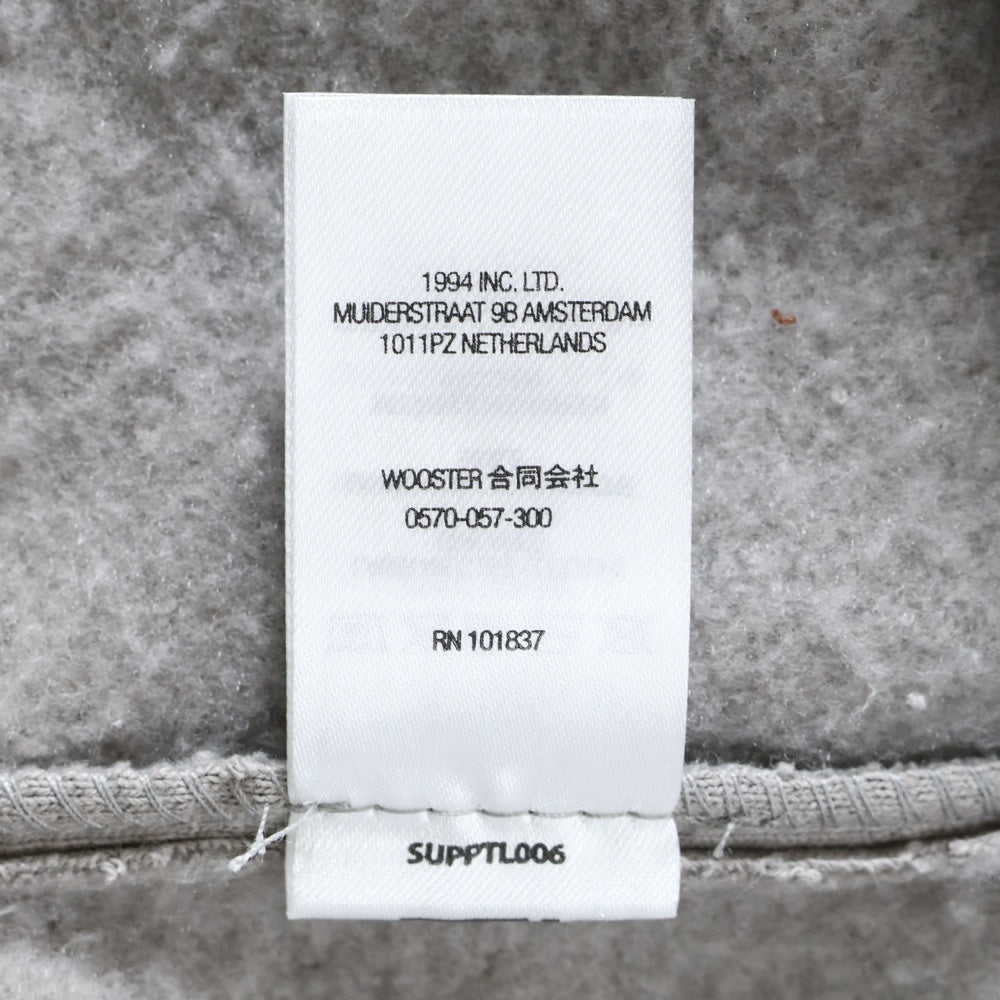 1994 INC. LTD.
MUIDERSTRAAT 9B AMSTERDAM
1011PZ NETHERLANDS
WOOSTER 合同会社
0570-057-300
RN 101837
SUPPTL006